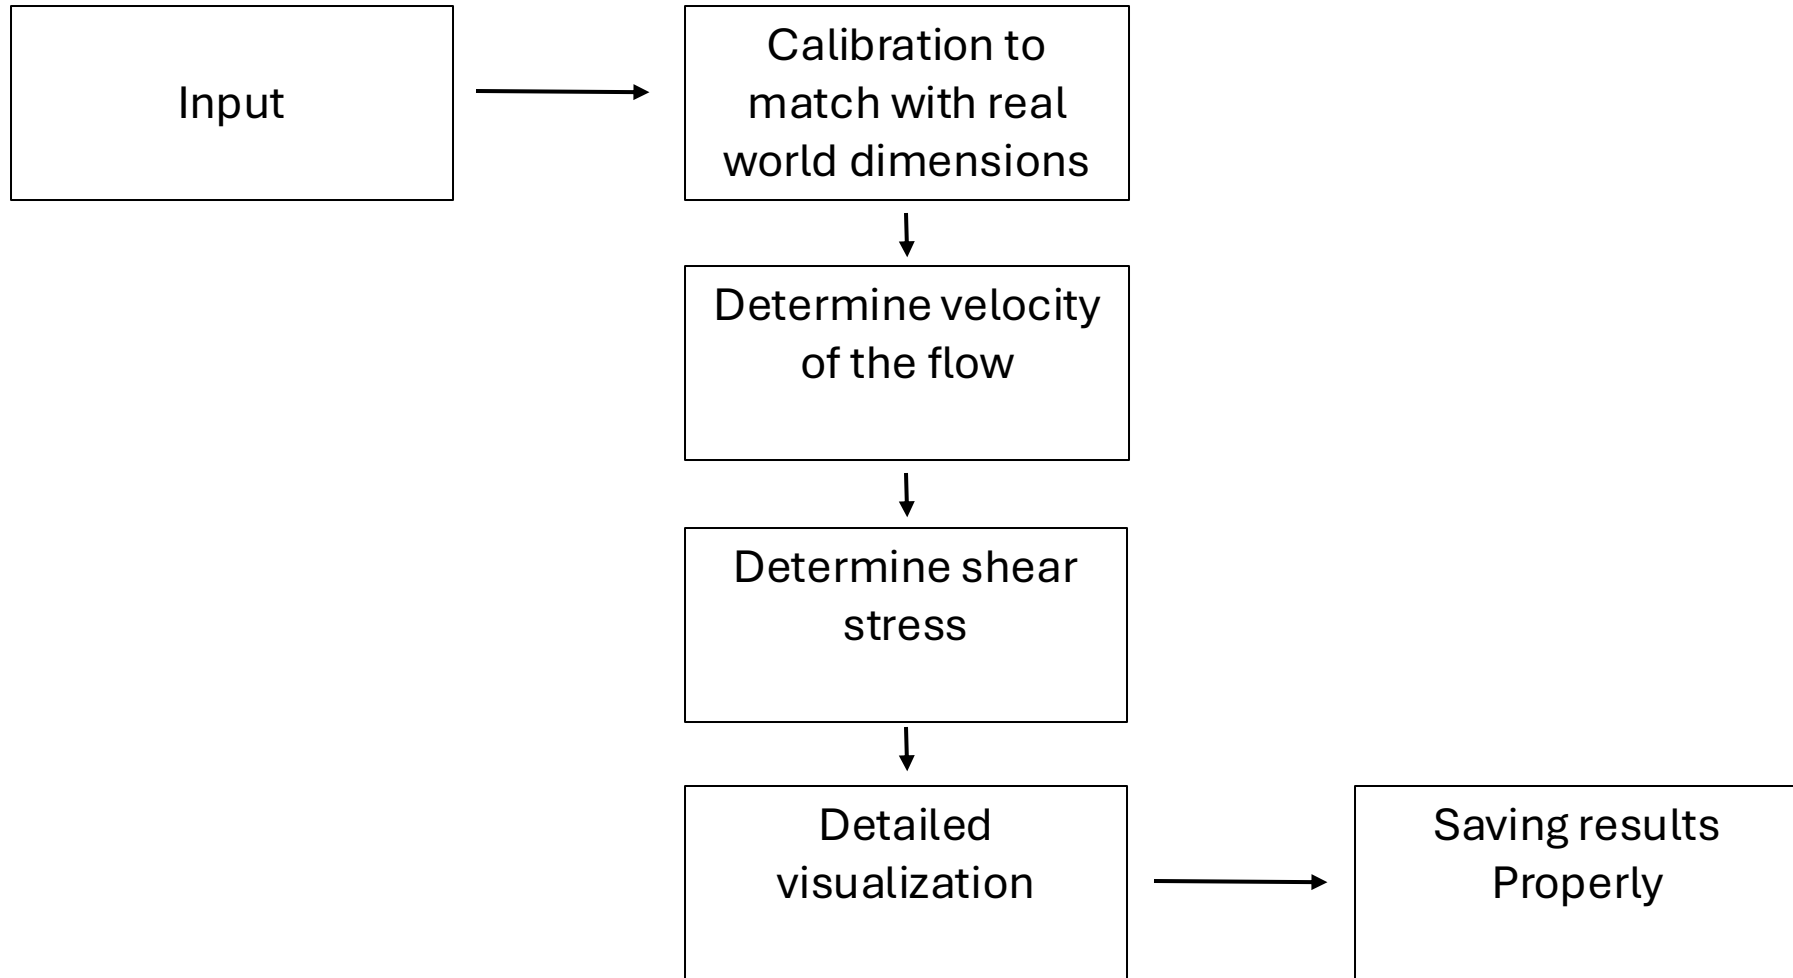 Input
Calibration to
match with real
world dimensions
Determine velocity
of the flow
Determine shear
stress
Detailed
visualization
Saving results
Properly